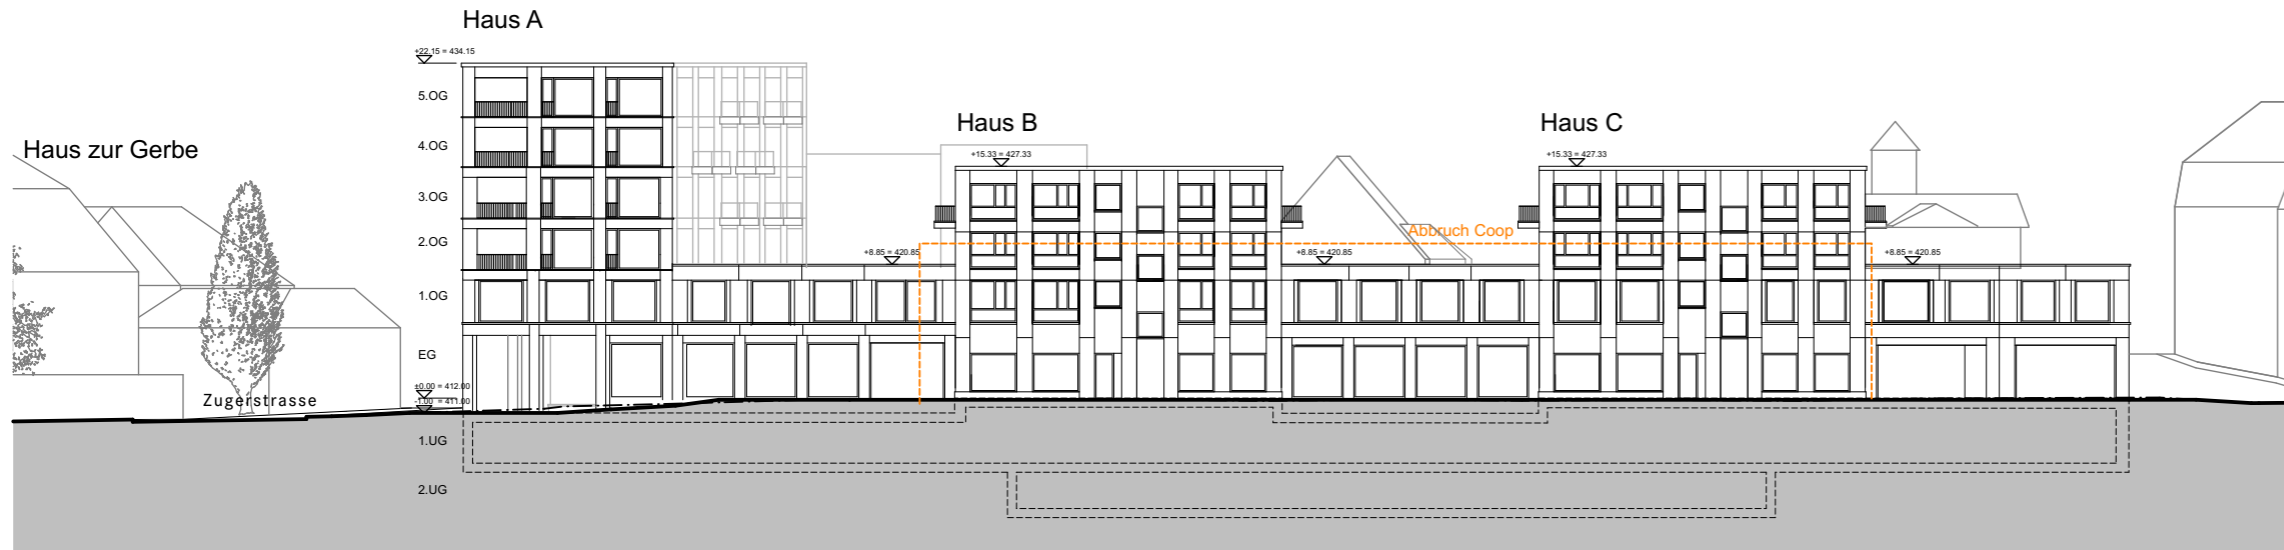 Haus A
+22.15 = 434.15
5.OG
Haus B
Haus C
4.OG
Haus zur Gerbe
+15.33 = 427.33
+15.33 = 427.33
3.OG
Abbruch Coop
2.OG
+8.85 = 420.85
+8.85 = 420.85
+8.85 = 420.85
1.OG
EG
±0.00 = 412.00
Zugerstrasse
-1.00 = 411.00
1.UG
2.UG